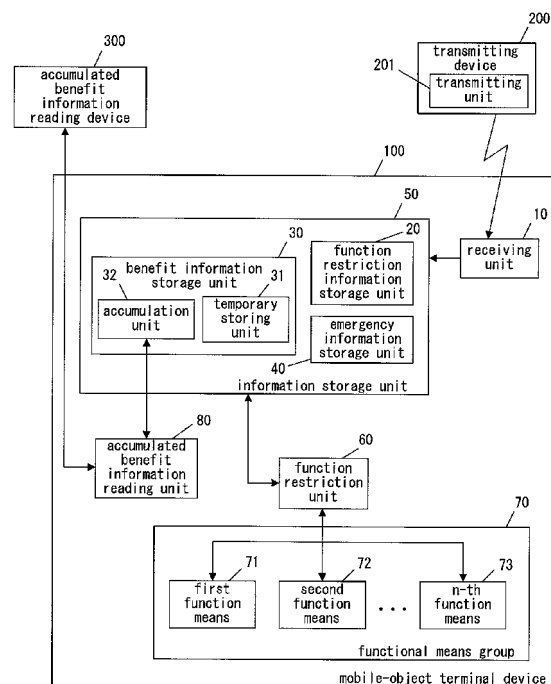 300
accumulated
benefit
information
reading device
200
transmitting
device
201
transmitting
unit
100
50
10
receiving
unit
30
benefit information
storage unit
32
31
accumulation
unit
temporary
storing unit
20
function
restriction
information
storage unit
emergency
information
storage unit
40
information storage unit
80
accumulated
benefit
information
reading unit
60
function
restriction
unit
70
71
first
function
means
72
second
function
means
...
73
n-th
function
means
functional means group
mobile-object terminal device